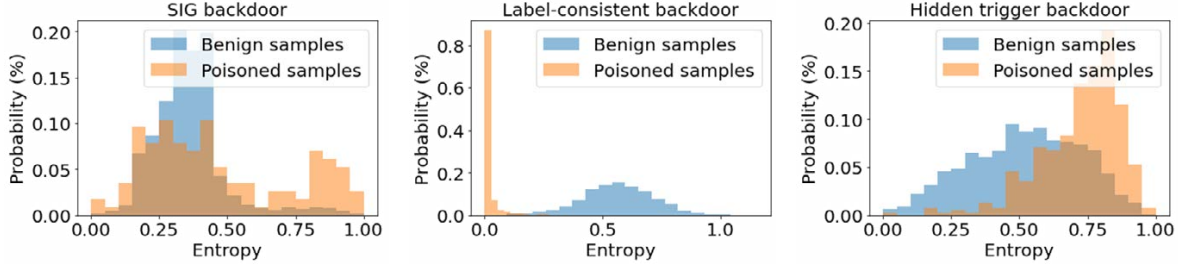 SIG backdoor
Probability (%)
0.20
0.15
0.10
0.05
0.00
Benign samples
Poisoned samples
0.00 0.25 0.50 0.75 1.00
Entropy
Label-consistent backdoor
Probability (%)
0.8
0.6
0.4
0.2
0.0
Benign samples
Poisoned samples
0.0 0.5 1.0
Entropy
Hidden trigger backdoor
Probability (%)
0.20
0.15
0.10
0.05
0.00
Benign samples
Poisoned samples
0.00 0.25 0.50 0.75 1.00
Entropy